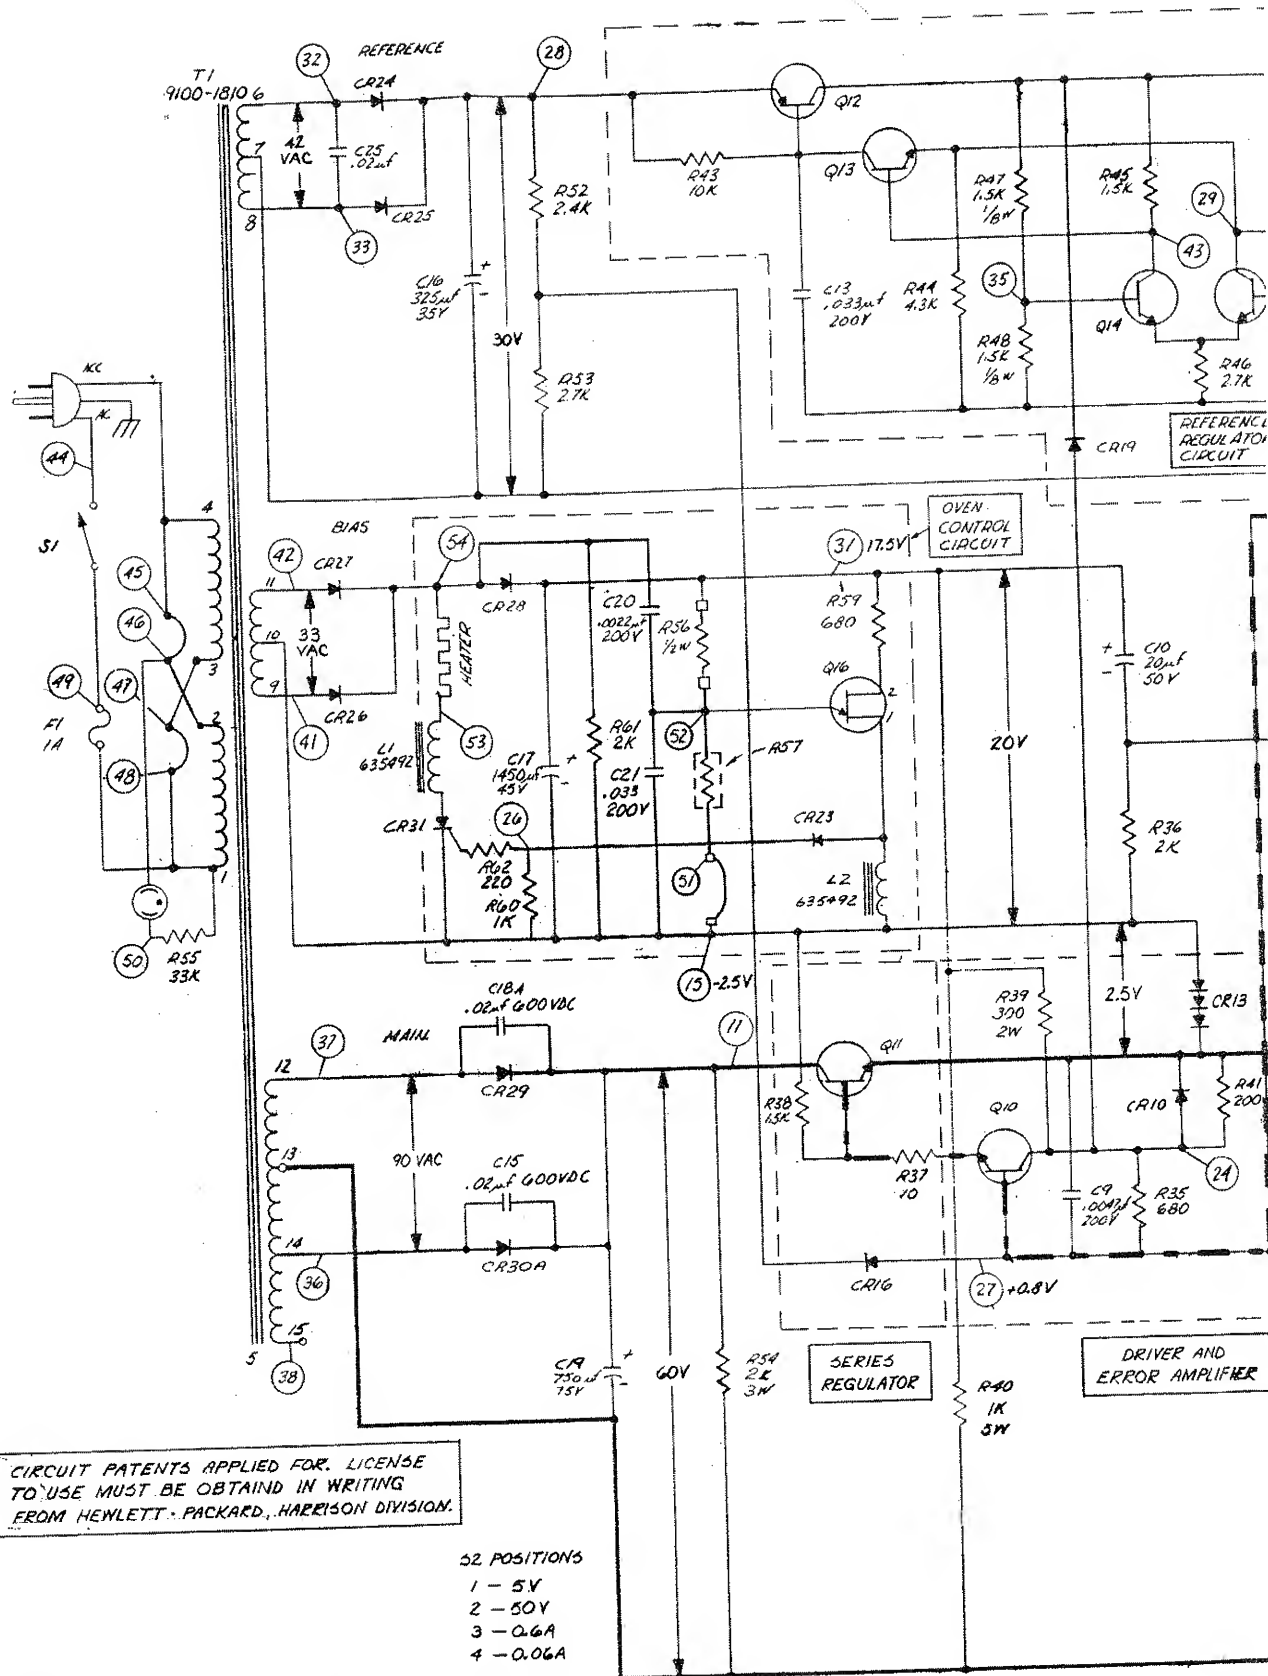 T1
9100-1810
REFERENCE
6
7
8
32
CR24
28
42
VAC
C25
.02µf
CR25
33
R52
2.4K
C16
325µf
35V
+
-
30V
R53
2.7K
Q12
R43
10K
Q13
R47
1.5K
1/8W
R45
1.5K
29
43
35
C13
.033µf
200V
R44
4.3K
Q14
R48
1.5K
1/8W
R46
2.7K
REFERENCE
REGULATOR
CIRCUIT
CR19
ACC
AC
44
S1
45
46
47
49
F1
1A
48
4
3
2
1
50
R55
33K
BIAS
42
CR27
11
10
9
33
VAC
CR26
41
54
CR28
HEATER
L1
635492
53
CR31
C17
1450µf
45V
+
-
R61
2K
C20
.0022µf
200V
R56
1/2W
52
R57
C21
.033
200V
26
R62
220
R60
1K
51
CR23
L2
635492
31
17.5V
R59
680
Q16
2
1
OVEN
CONTROL
CIRCUIT
20V
C10
20µf
50V
+
-
R36
2K
15
-2.5V
2.5V
CR13
R39
300
2W
MAIN
C18A
.02µf 600VDC
37
12
CR29
11
Q11
R38
1.5K
Q10
R37
10
CR10
R41
200
24
C9
.0047µf
200V
R35
680
90 VAC
13
C15
.02µf 600VDC
14
36
CR30A
15
5
38
CR16
27
+0.8V
C19
750µf
75V
+
-
60V
R54
2K
3W
SERIES
REGULATOR
DRIVER AND
ERROR AMPLIFIER
R40
1K
5W
CIRCUIT PATENTS APPLIED FOR. LICENSE
TO USE MUST BE OBTAIND IN WRITING
FROM HEWLETT - PACKARD, HARRISON DIVISION.
S2 POSITIONS
1 - 5V
2 - 50V
3 - 0.6A
4 - 0.06A